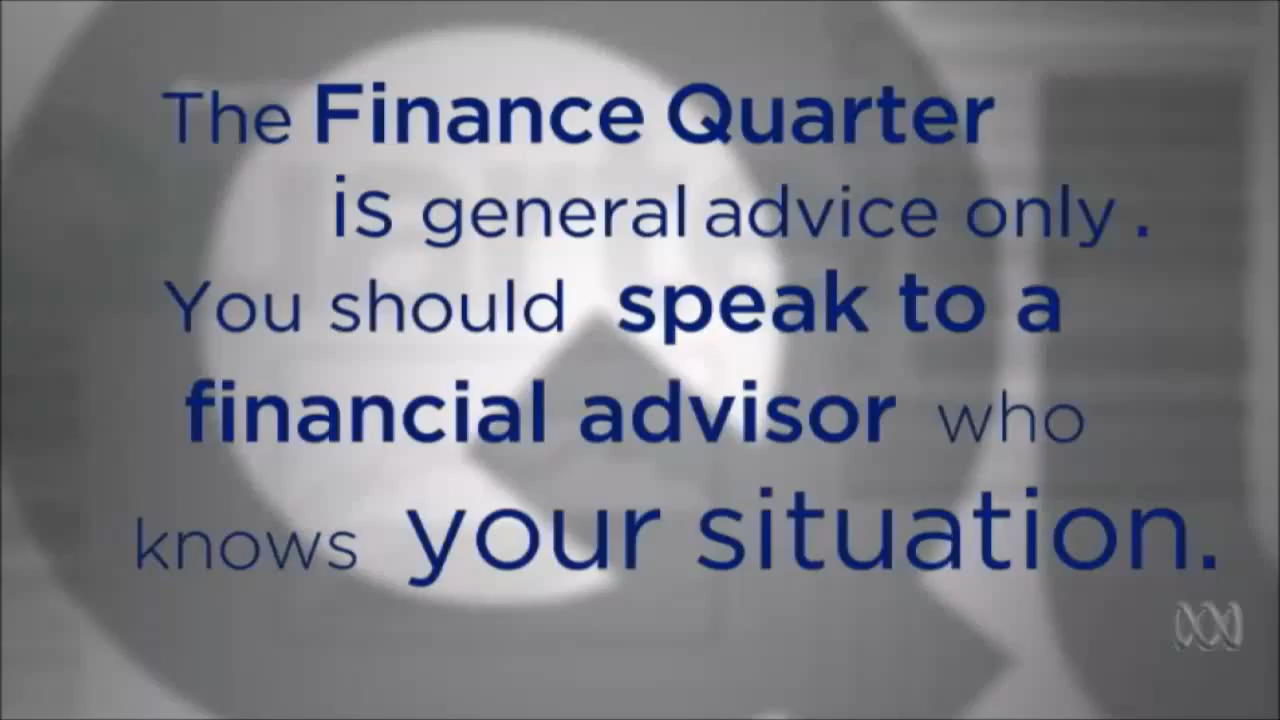 The Finance Quarter
is general advice only .
You should speak to a
financial advisor who
knows your situation.